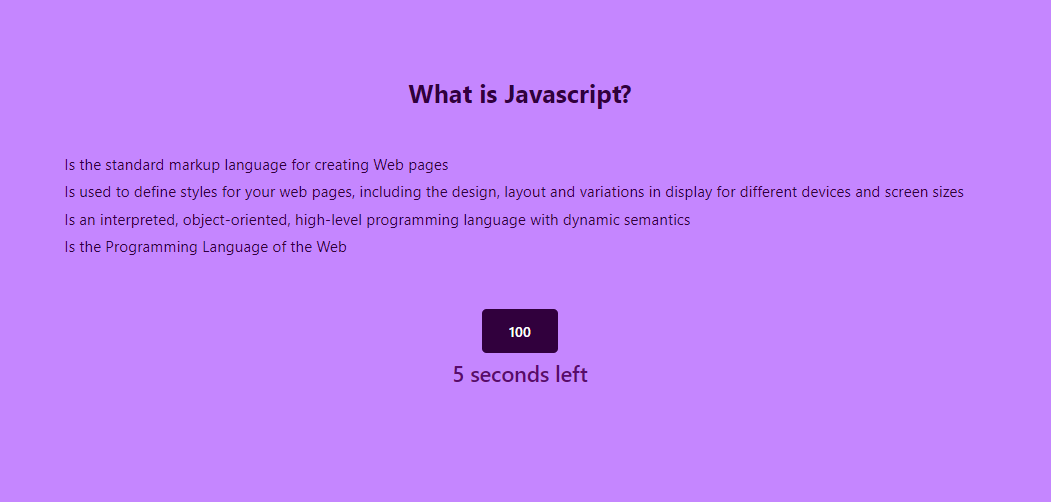 What is Javascript?
Is the standard markup language for creating Web pages
Is used to define styles for your web pages, including the design, layout and variations in display for different devices and screen sizes
Is an interpreted, object-oriented, high-level programming language with dynamic semantics
Is the Programming Language of the Web
100
5 seconds left